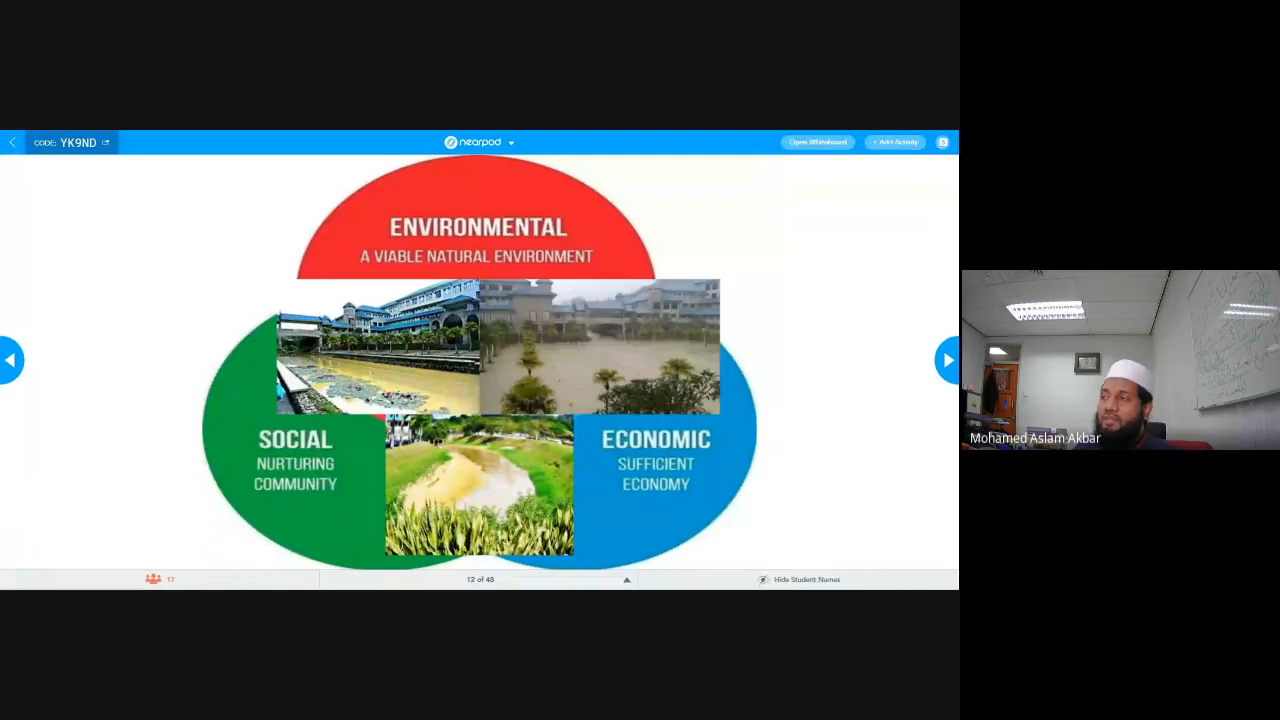 CODE: YK9ND
nearpod
Open Whiteboard
+ Add Activity
ENVIRONMENTAL
A VIABLE NATURAL ENVIRONMENT
SOCIAL
NURTURING
COMMUNITY
ECONOMIC
SUFFICIENT
ECONOMY
17
12 of 48
Hide Student Names
Mohamed Aslam Akbar